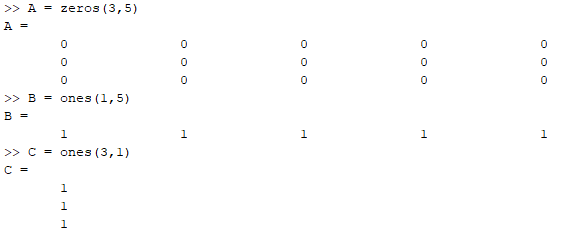 >> A = zeros(3,5)
A =
0 0 0 0 0
0 0 0 0 0
0 0 0 0 0
>> B = ones(1,5)
B =
1 1 1 1 1
>> C = ones(3,1)
C =
1
1
1